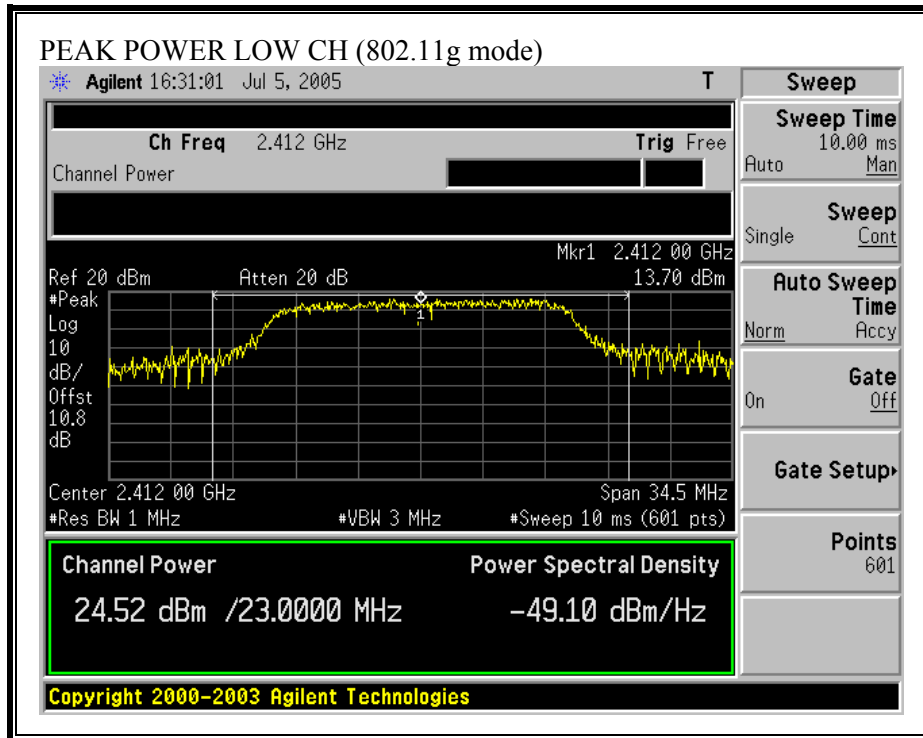 PEAK POWER LOW CH (802.11g mode)
Agilent 16:31:01 Jul 5, 2005 T
Ch Freq 2.412 GHz Trig Free
Channel Power
Mkr1 2.412 00 GHz
Ref 20 dBm Atten 20 dB 13.70 dBm
#Peak
Log
10
dB/
Offst
10.8
dB
1
Center 2.412 00 GHz Span 34.5 MHz
#Res BW 1 MHz #VBW 3 MHz #Sweep 10 ms (601 pts)
Channel Power Power Spectral Density
24.52 dBm /23.0000 MHz -49.10 dBm/Hz
Copyright 2000-2003 Agilent Technologies
Sweep
Sweep Time
10.00 ms
Auto Man
Sweep
Single Cont
Auto Sweep
Time
Norm Accy
Gate
On Off
Gate Setup
Points
601